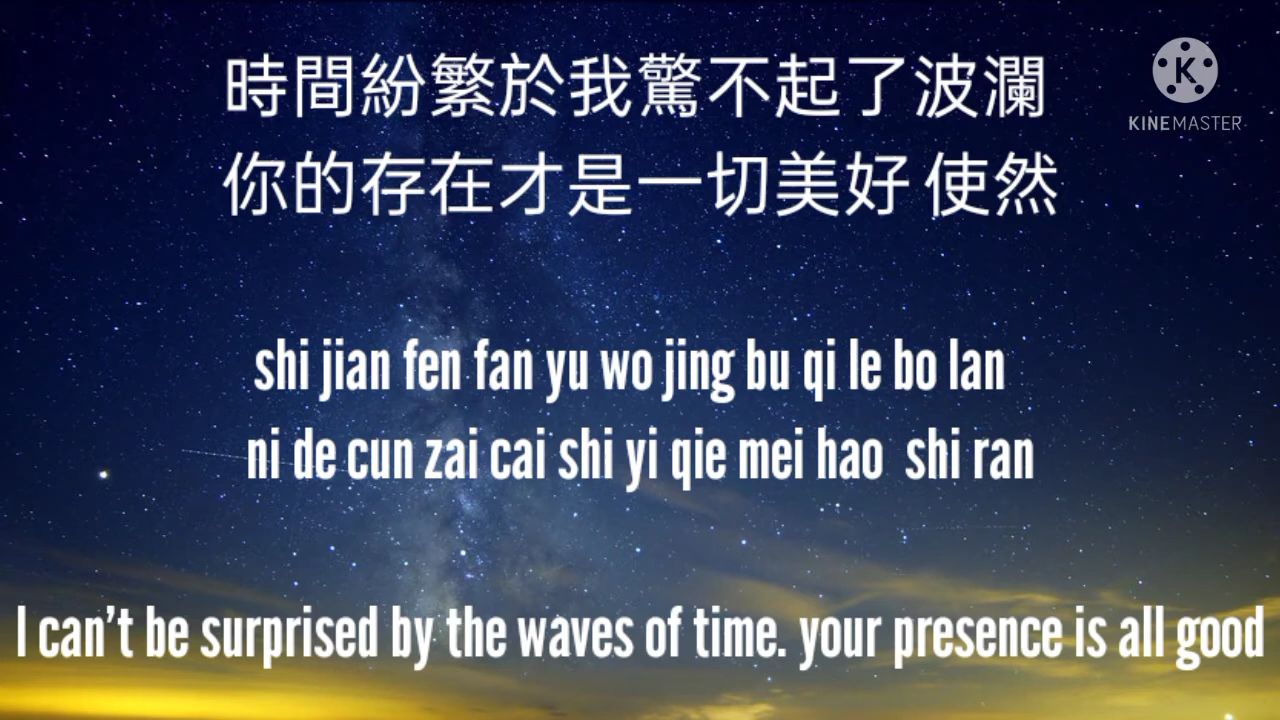 時間紛繁於我驚不起了波瀾
KINEMASTER
你的存在才是一切美好 使然
shi jian fen fan yu wo jing bu qi le bo lan
ni de cun zai cai shi yi qie mei hao  shi ran
I can't be surprised by the waves of time. your presence is all good